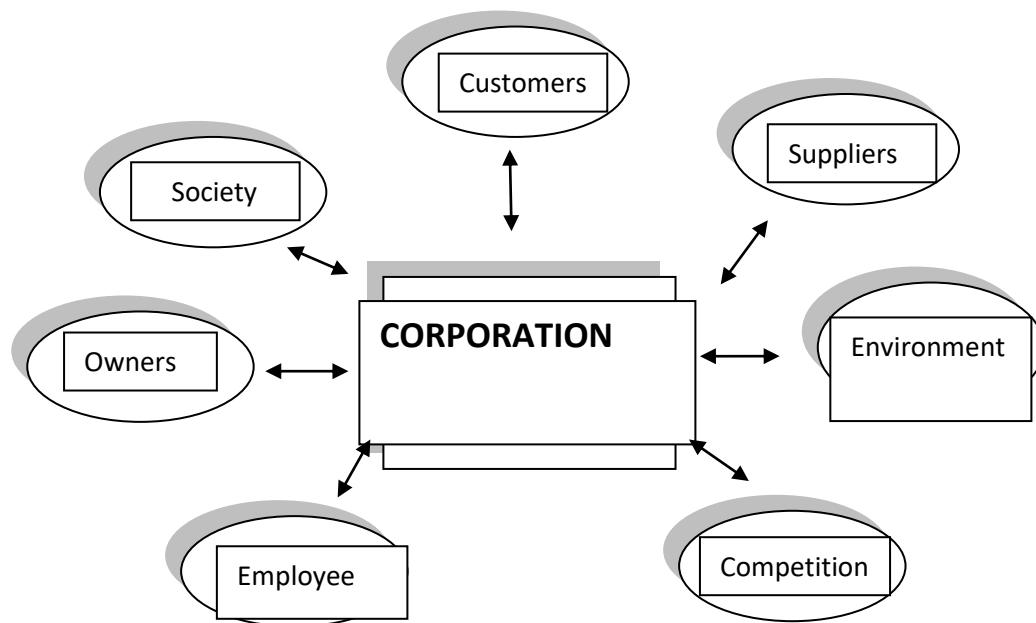 Customers
Suppliers
Society
CORPORATION
Environment
Owners
Employee
Competition